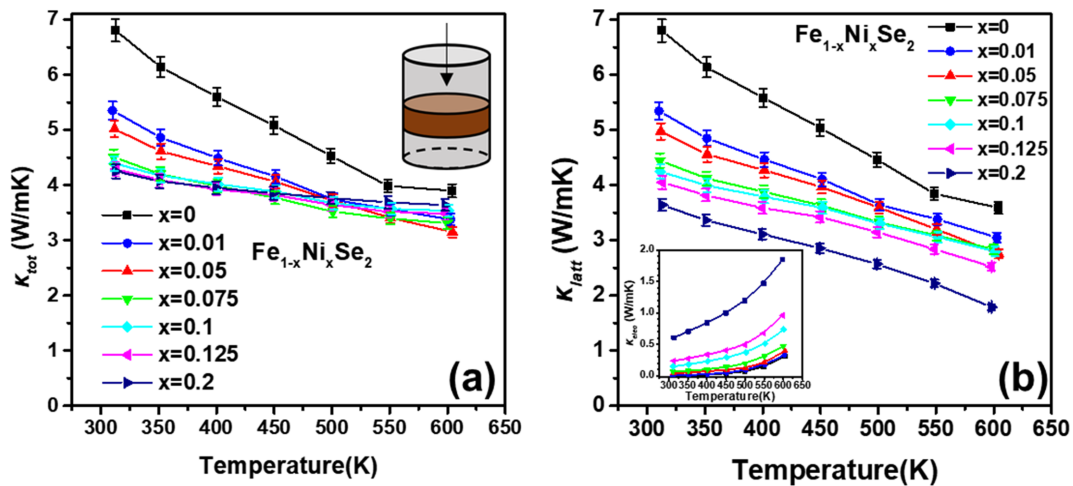 7
6
5
4
3
2
1
0
K_tot (W/mK)
x=0
x=0.01
x=0.05
x=0.075
x=0.1
x=0.125
x=0.2
Fe1-xNixSe2
(a)
300 350 400 450 500 550 600 650
Temperature(K)
7
6
5
4
3
2
1
0
K_latt (W/mK)
Fe1-xNixSe2
x=0
x=0.01
x=0.05
x=0.075
x=0.1
x=0.125
x=0.2
2.0
1.5
1.0
0.5
0.0
K_elec (W/mK)
300 350 400 450 500 550 600 650
Temperature(K)
(b)
300 350 400 450 500 550 600 650
Temperature(K)